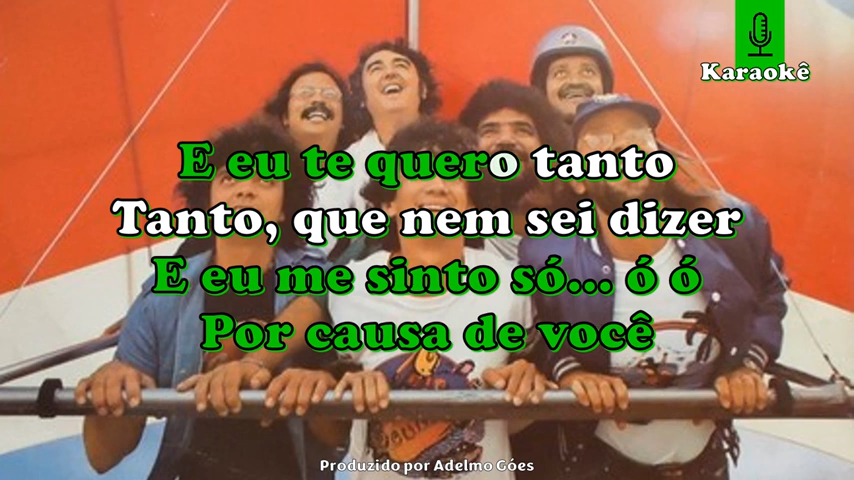 Karaokê
E eu te quero tanto
Tanto, que nem sei dizer
E eu me sinto só... ó ó
Por causa de você
Produzido por Adelmo Góes